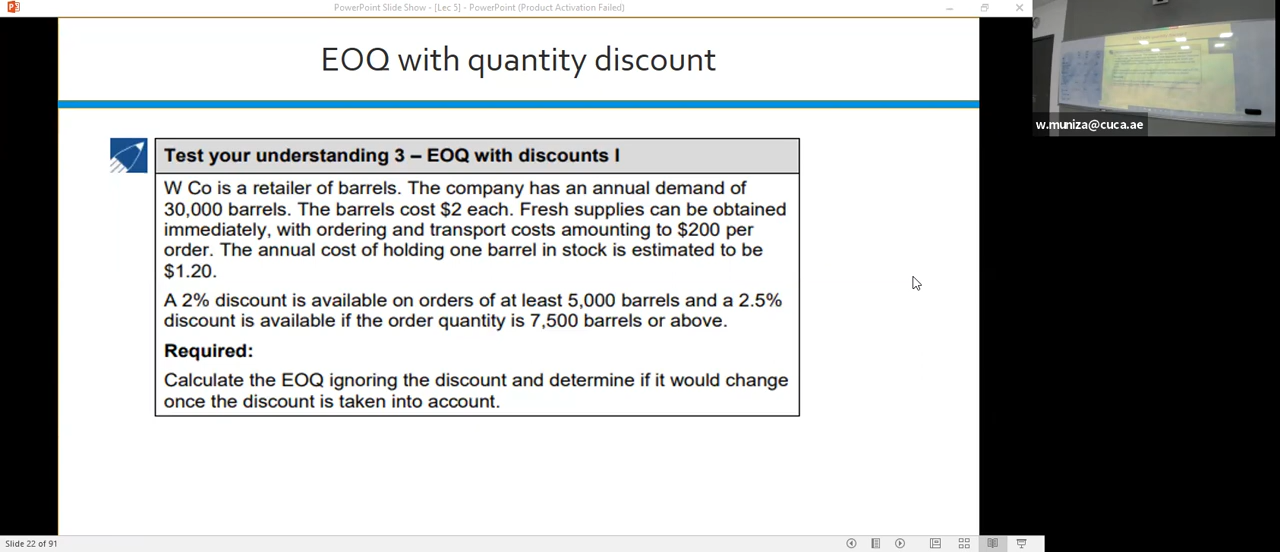 PowerPoint Slide Show - [Lec 3] - PowerPoint (Product Activation Failed)
EOQ with quantity discount
w.muniza@cuca.ae
Test your understanding 3 – EOQ with discounts I
W Co is a retailer of barrels. The company has an annual demand of
30,000 barrels. The barrels cost $2 each. Fresh supplies can be obtained
immediately, with ordering and transport costs amounting to $200 per
order. The annual cost of holding one barrel in stock is estimated to be
$1.20.
A 2% discount is available on orders of at least 5,000 barrels and a 2.5%
discount is available if the order quantity is 7,500 barrels or above.
Required:
Calculate the EOQ ignoring the discount and determine if it would change
once the discount is taken into account.
Slide 22 of 91